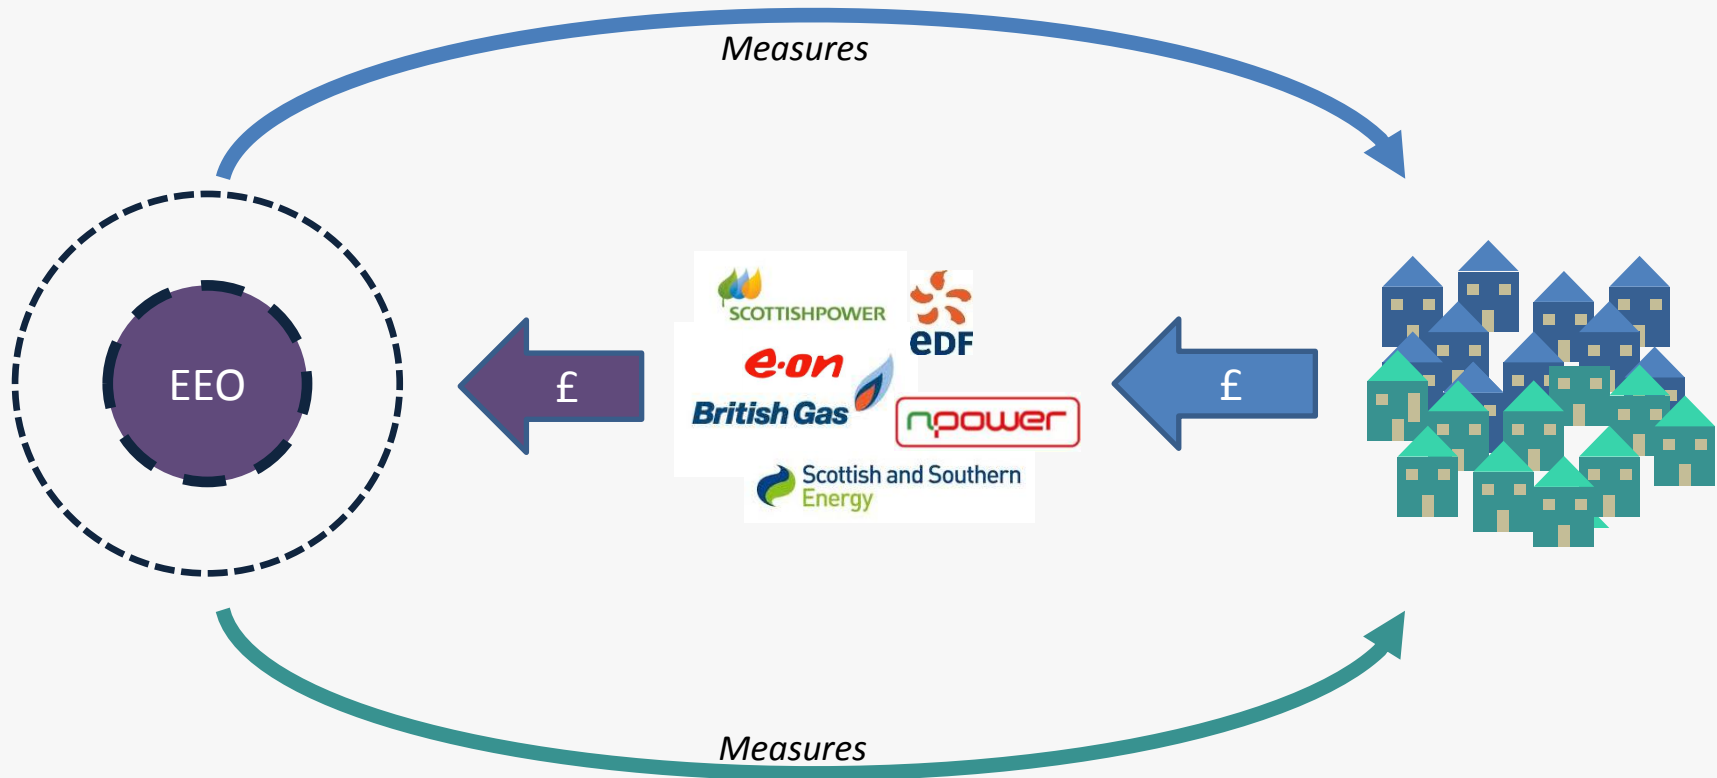 Measures
SCOTTISHPOWER
eDF
e·on
British Gas
npower
Scottish and Southern
Energy
EEO
£
£
Measures